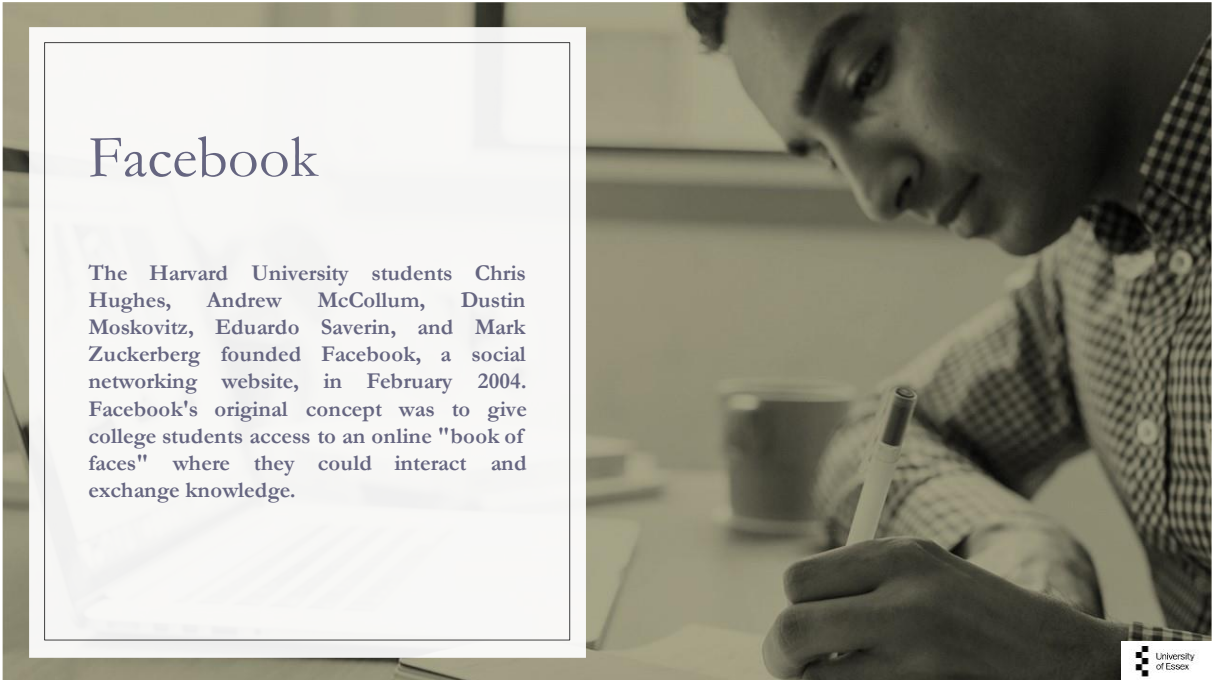 Facebook
The Harvard University students Chris
Hughes, Andrew McCollum, Dustin
Moskovitz, Eduardo Saverin, and Mark
Zuckerberg founded Facebook, a social
networking website, in February 2004.
Facebook's original concept was to give
college students access to an online "book of
faces" where they could interact and
exchange knowledge.
University
of Essex